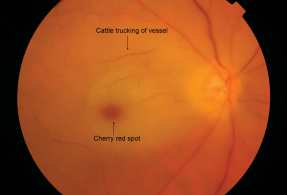 Cattle trucking of vessel
Cherry red spot